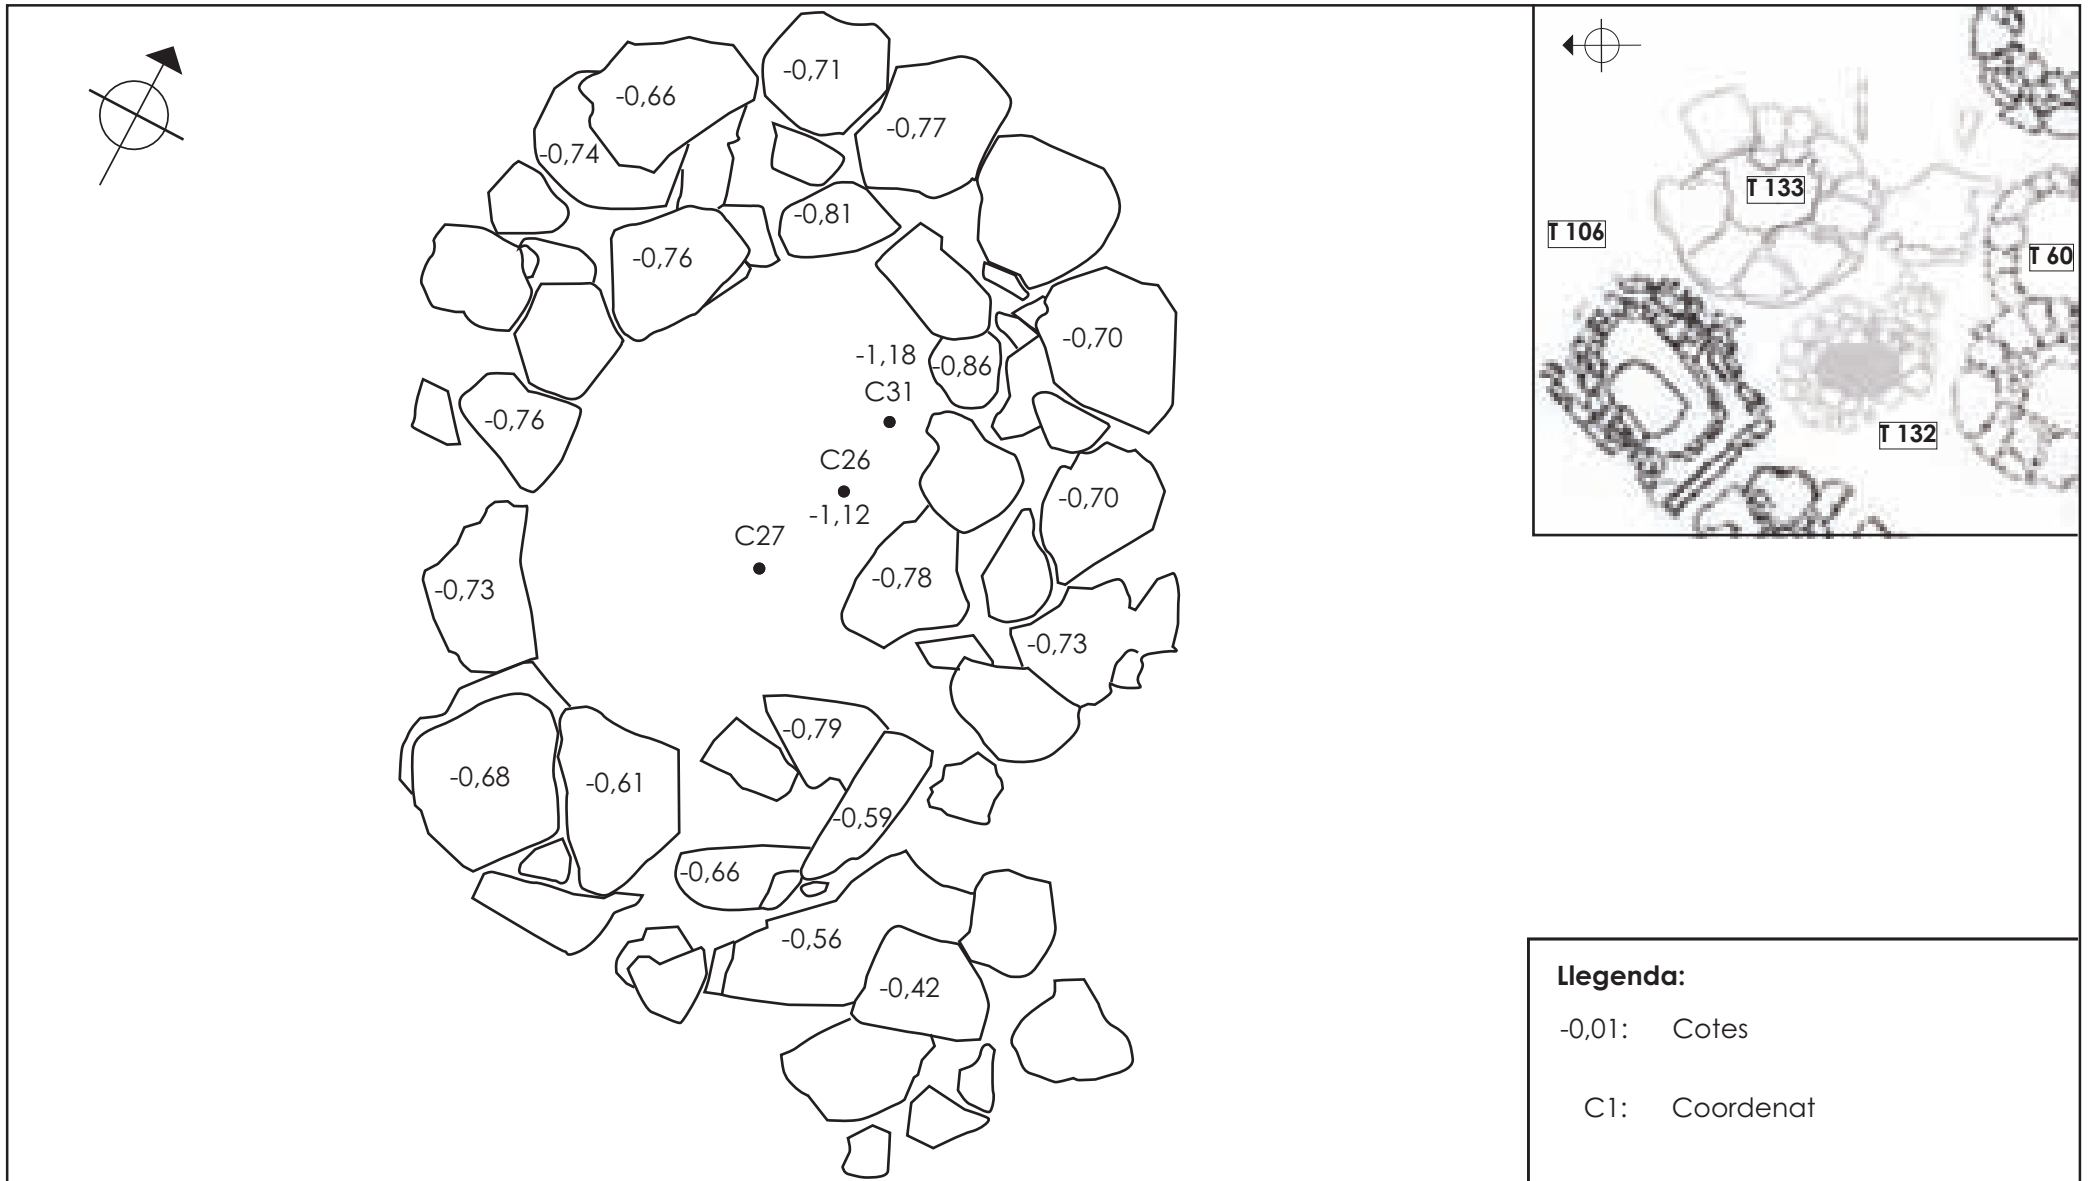 -0,71
-0,66
-0,77
-0,74
-0,81
-0,76
-0,70
-1,18
-0,86
C31
-0,76
C26
-0,70
-1,12
C27
-0,78
-0,73
-0,73
-0,79
-0,68
-0,61
-0,59
-0,66
-0,56
-0,42
T 133
T 106
T 60
T 132
Llegenda:
-0,01: Cotes
C1: Coordenat